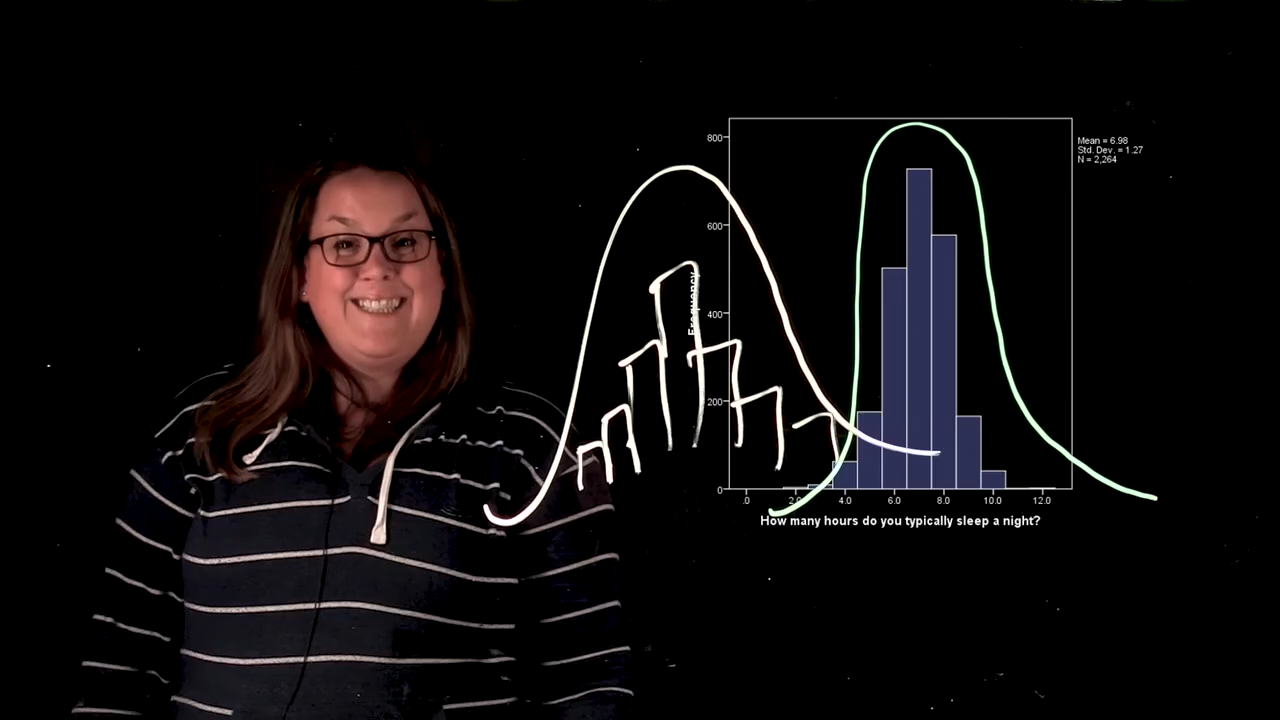 800
600
400
200
0
Frequency
.0
2.0
4.0
6.0
8.0
10.0
12.0
How many hours do you typically sleep a night?
Mean = 6.98
Std. Dev. = 1.27
N = 2,264